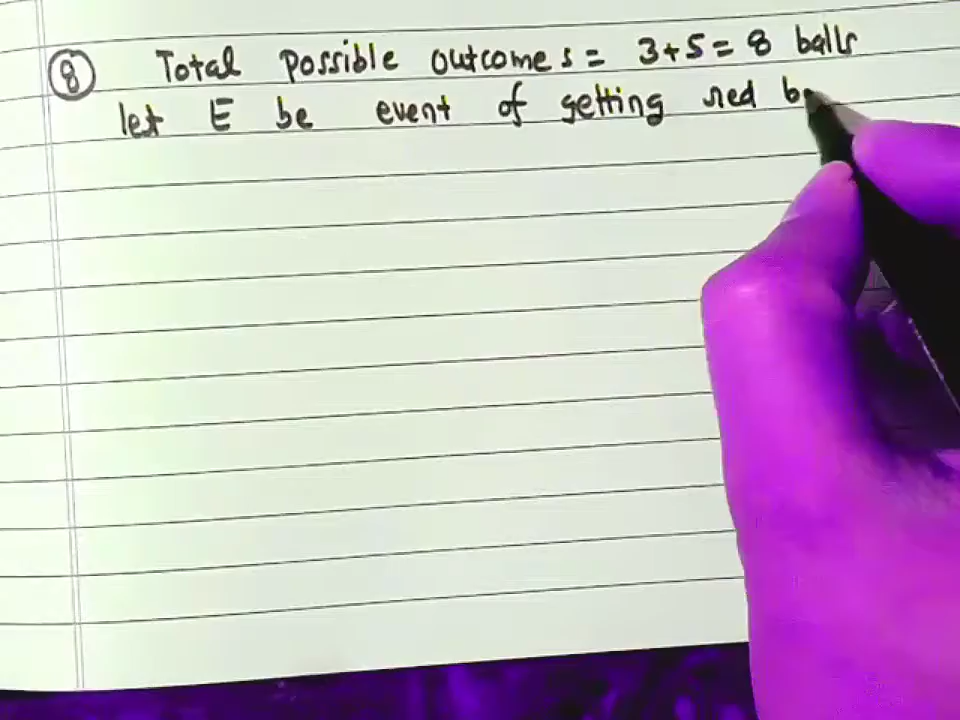 8 Total possible outcomes = 3+5 = 8 balls
let E be event of getting red